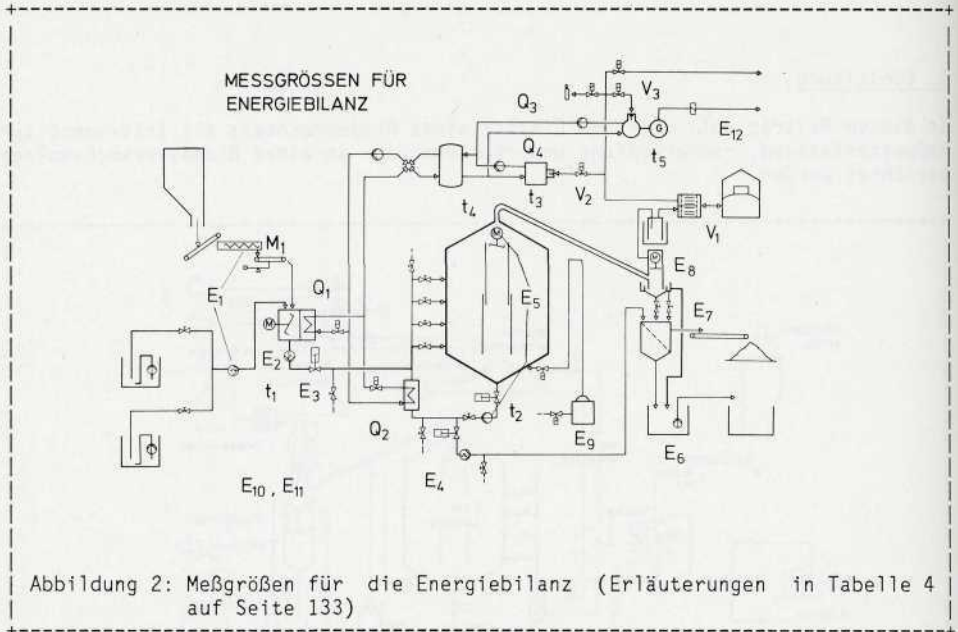 MESSGRÖSSEN FÜR
ENERGIEBILANZ
Q3
V3
E12
Q4
t5
t3
V2
t4
V1
M1
E8
E1
Q1
E5
E7
M
M
M
G
E2
t1
E3
t2
Q2
E9
E6
E4
E10, E11
Abbildung 2: Meßgrößen für die Energiebilanz (Erläuterungen in Tabelle 4
auf Seite 133)